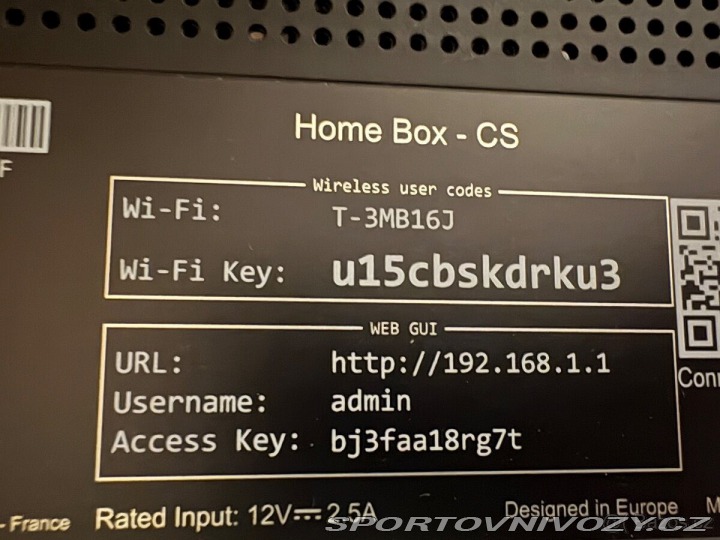 Home Box - CS
Wireless user codes
Wi-Fi: T-3MB16J
Wi-Fi Key: u15cbskdrku3
WEB GUI
URL: http://192.168.1.1
Username: admin
Access Key: bj3faa18rg7t
- France Rated Input: 12V⎓2.5A Designed in Europe
SPORTOVNIVOZY.CZ